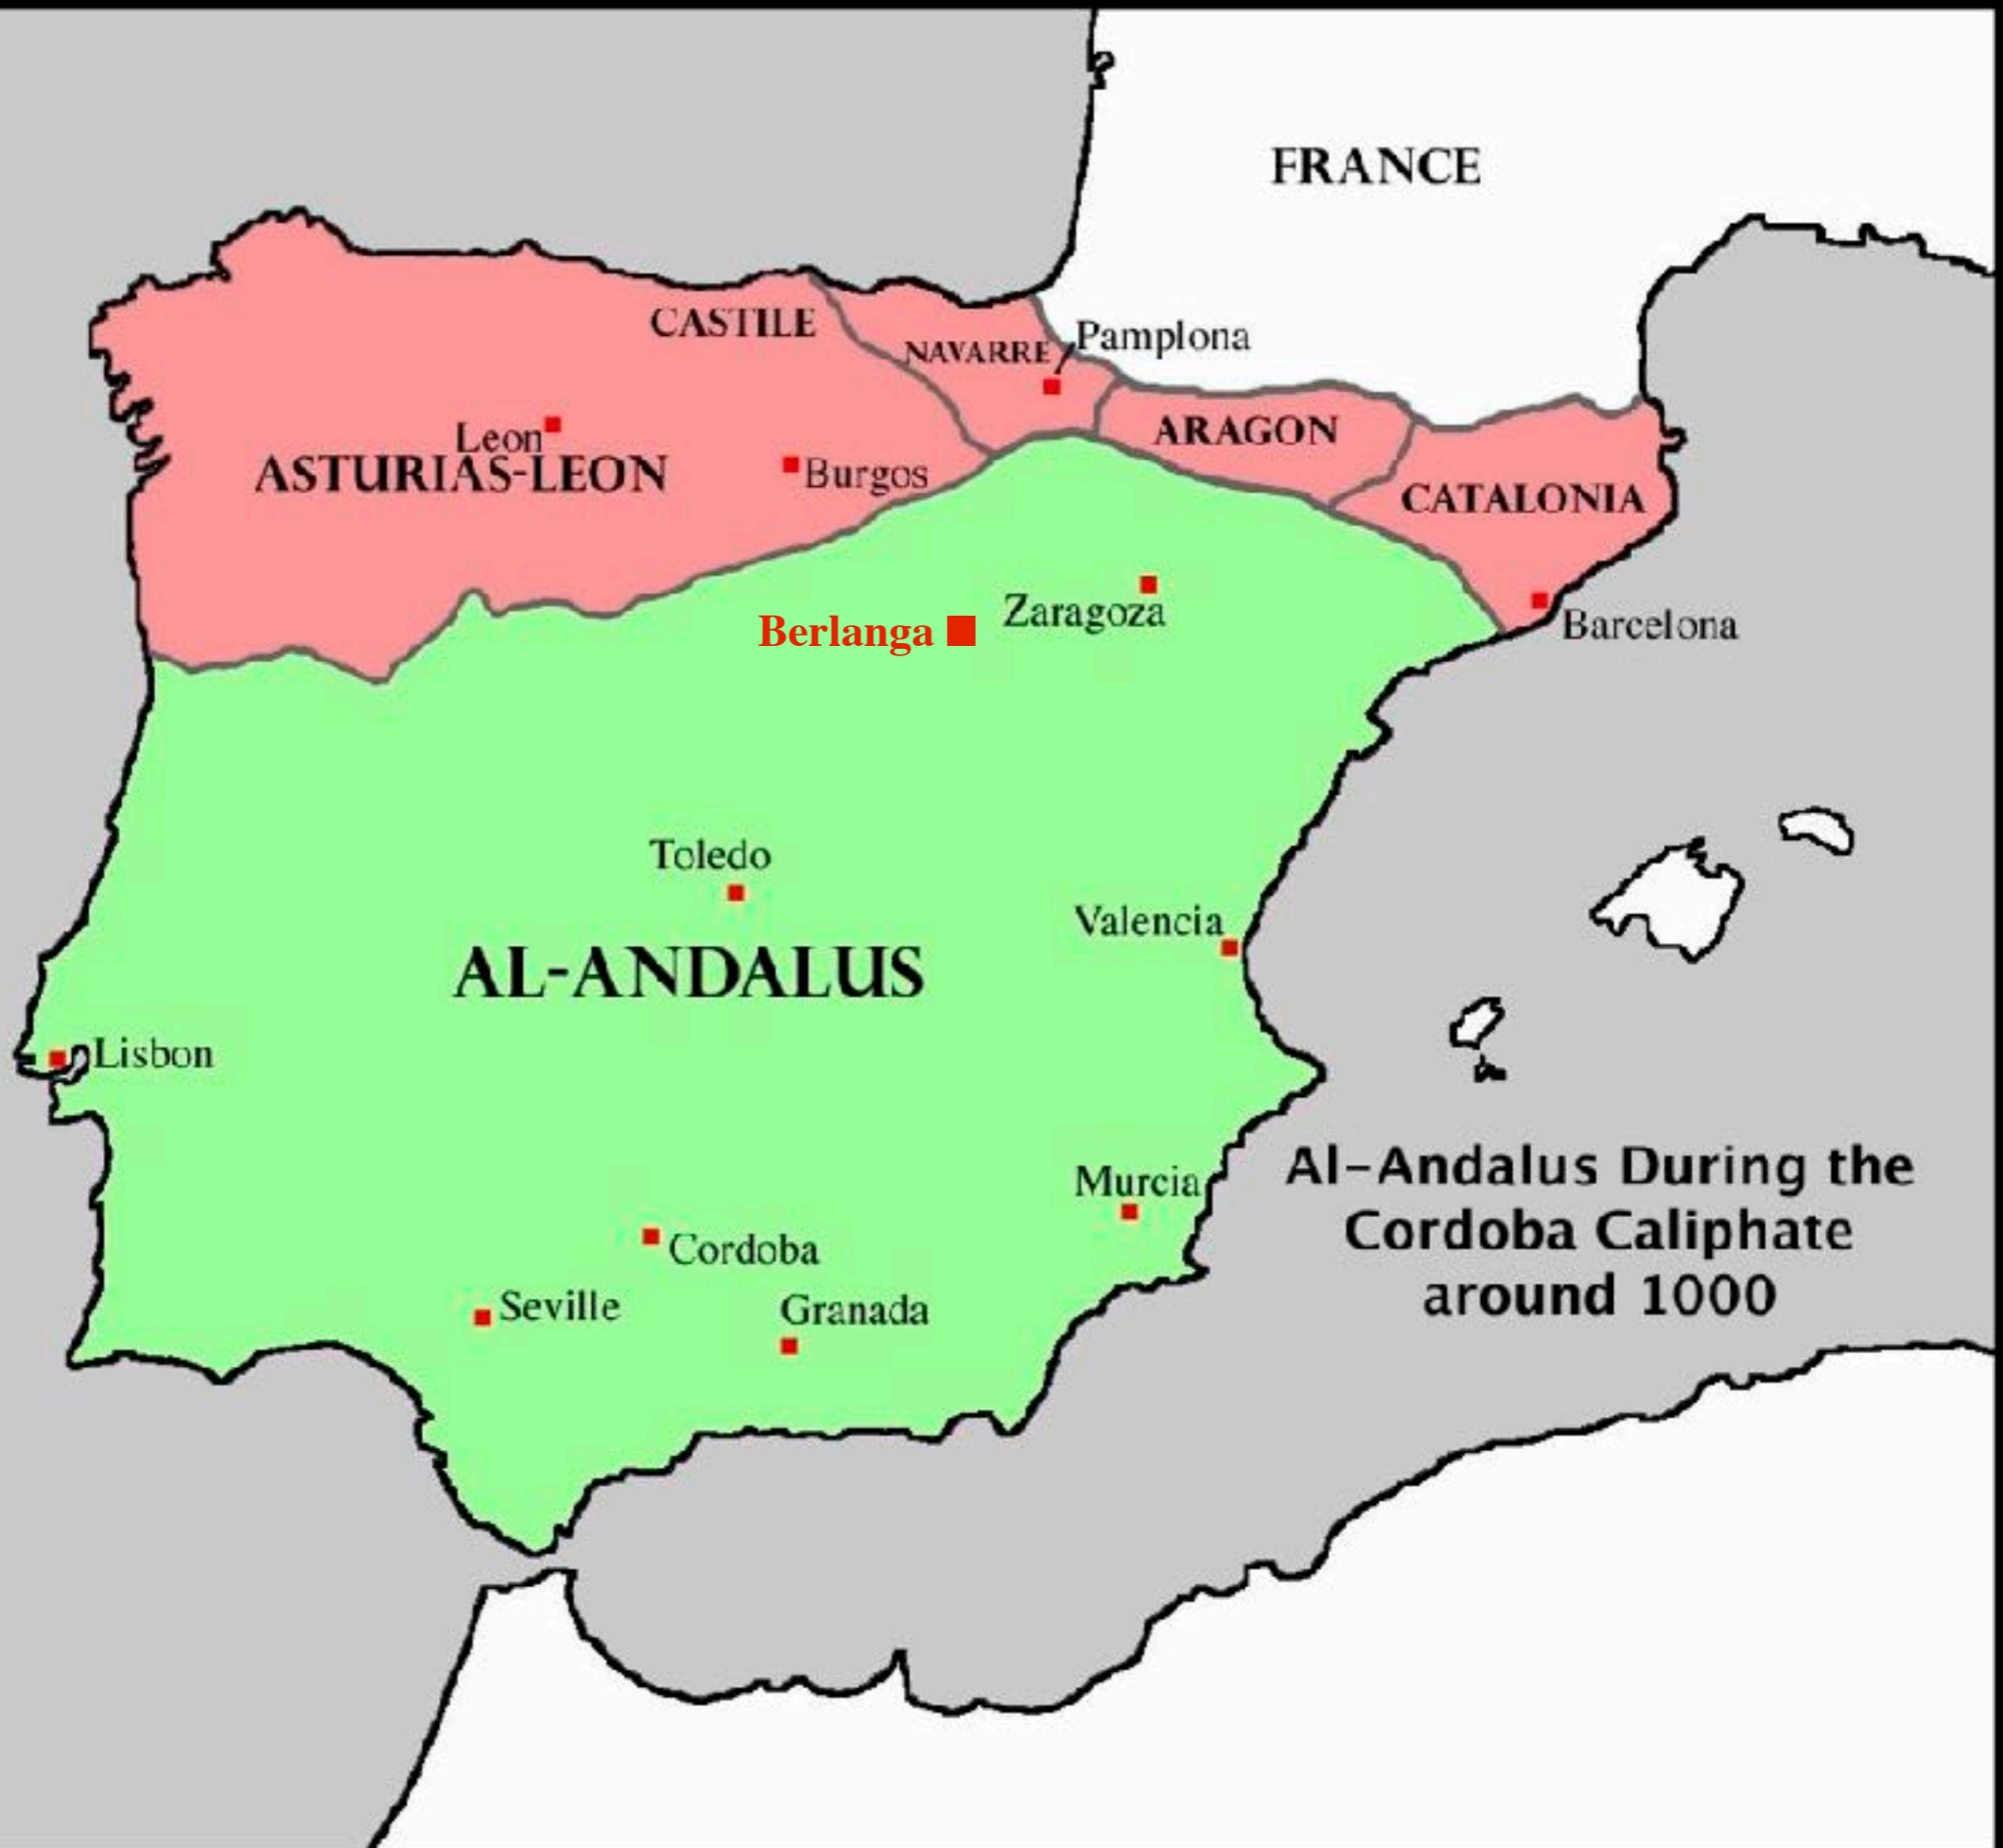 FRANCE
CASTILE
NAVARRE
Pamplona
Leon
ASTURIAS-LEON
Burgos
ARAGON
CATALONIA
Zaragoza
Berlanga
Barcelona
Toledo
Valencia
AL-ANDALUS
Lisbon
Murcia
Cordoba
Seville
Granada
Al-Andalus During the
Cordoba Caliphate
around 1000